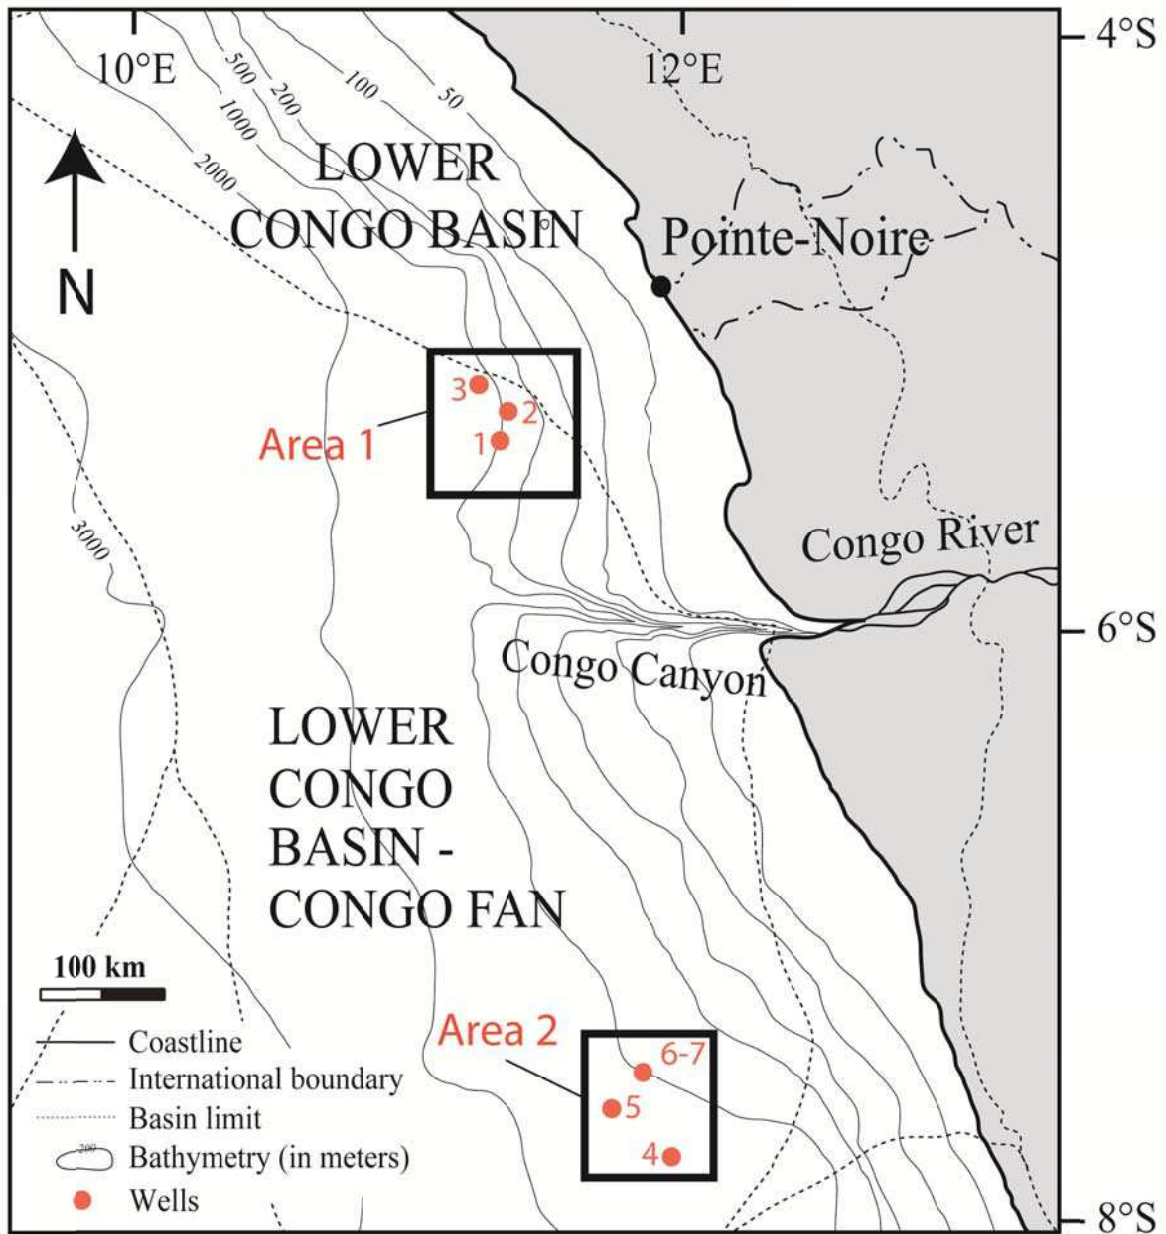 4°S
10°E
12°E
500
200
100
50
1000
2000
LOWER
CONGO BASIN
Pointe-Noire
N
3
2
1
Area 1
3000
Congo River
6°S
Congo Canyon
LOWER
CONGO
BASIN -
CONGO FAN
100 km
Area 2
6-7
5
4
Coastline
International boundary
Basin limit
200
Bathymetry (in meters)
Wells
8°S